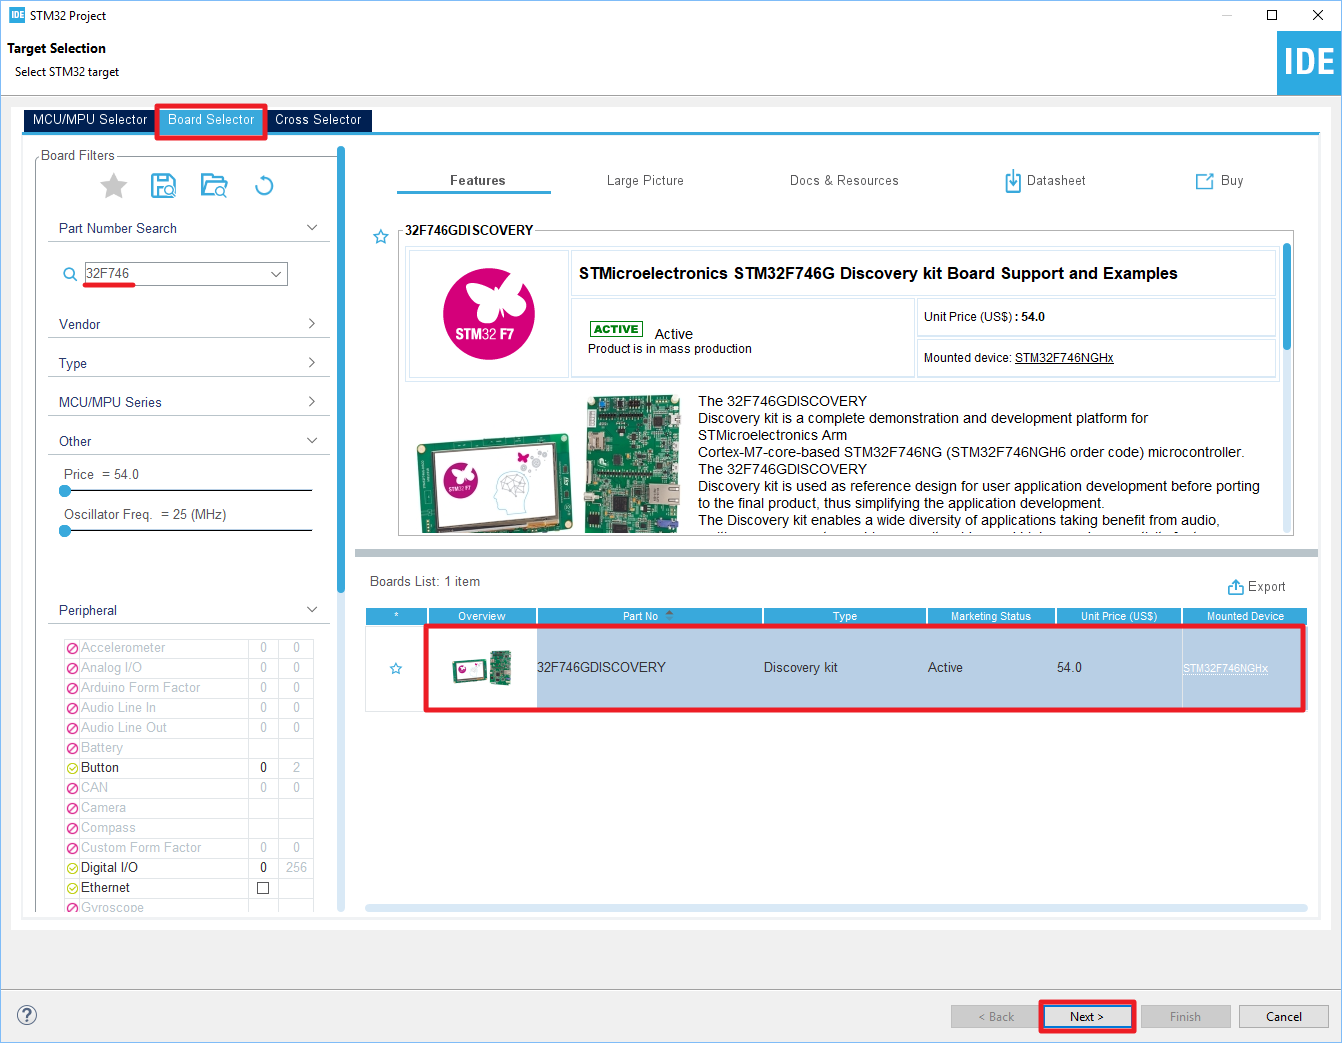 IDE STM32 Project
Target Selection
Select STM32 target
IDE
MCU/MPU Selector Board Selector Cross Selector
Board Filters
Part Number Search
32F746
Vendor
Type
MCU/MPU Series
Other
Price = 54.0
Oscillator Freq. = 25 (MHz)
Peripheral
Accelerometer 0 0
Analog I/O 0 0
Arduino Form Factor 0 0
Audio Line In 0 0
Audio Line Out 0 0
Battery
Button 0 2
CAN 0 0
Camera
Compass
Custom Form Factor 0 0
Digital I/O 0 256
Ethernet
Gyroscope
Features Large Picture Docs & Resources Datasheet Buy
32F746GDISCOVERY
STM32 F7
STMicroelectronics STM32F746G Discovery kit Board Support and Examples
ACTIVE Active
Product is in mass production
Unit Price (US$) : 54.0
Mounted device: STM32F746NGHx
STM32 F7
The 32F746GDISCOVERY
Discovery kit is a complete demonstration and development platform for
STMicroelectronics Arm
Cortex-M7-core-based STM32F746NG (STM32F746NGH6 order code) microcontroller.
The 32F746GDISCOVERY
Discovery kit is used as reference design for user application development before porting
to the final product, thus simplifying the application development.
The Discovery kit enables a wide diversity of applications taking benefit from audio,
Boards List: 1 item
Export
* Overview Part No Type Marketing Status Unit Price (US$) Mounted Device
32F746GDISCOVERY Discovery kit Active 54.0 STM32F746NGHx
? < Back Next > Finish Cancel